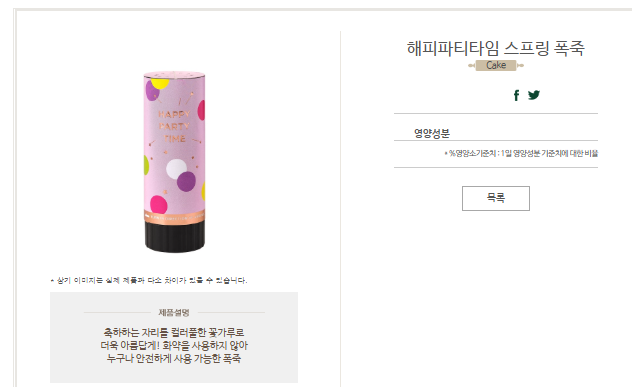 HAPPY
PARTY
TIME
* 상기 이미지는 실제 제품과 다소 차이가 있을 수 있습니다.
제품설명
축하하는 자리를 컬러풀한 꽃가루로
더욱 아름답게! 화약을 사용하지 않아
누구나 안전하게 사용 가능한 폭죽
해피파티타임 스프링 폭죽
Cake
영양성분
* %영양소기준치 : 1일 영양성분 기준치에 대한 비율
목록